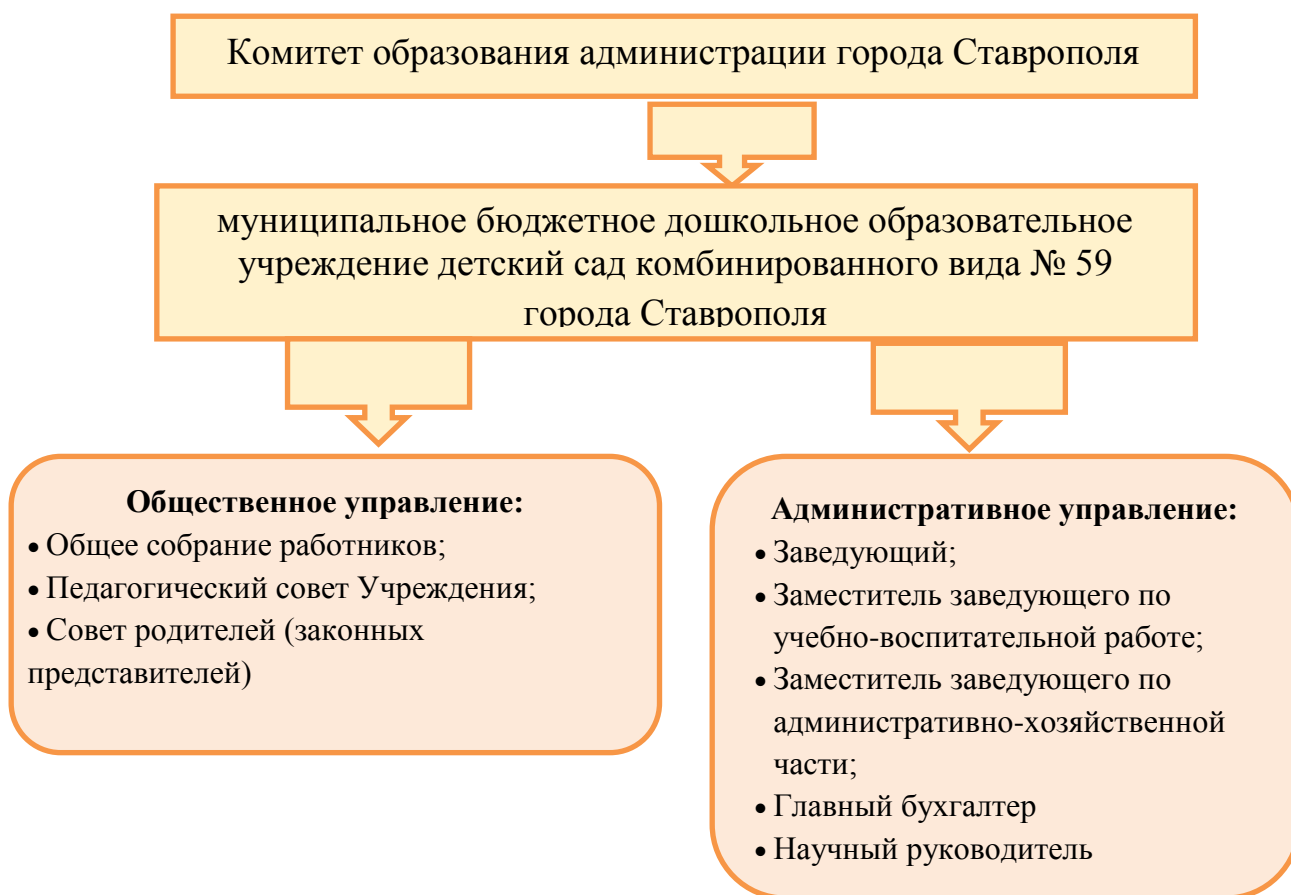 Комитет образования администрации города Ставрополя
муниципальное бюджетное дошкольное образовательное
учреждение детский сад комбинированного вида № 59
города Ставрополя
Общественное управление:
• Общее собрание работников;
• Педагогический совет Учреждения;
• Совет родителей (законных
представителей)
Административное управление:
• Заведующий;
• Заместитель заведующего по
учебно-воспитательной работе;
• Заместитель заведующего по
административно-хозяйственной
части;
• Главный бухгалтер
• Научный руководитель